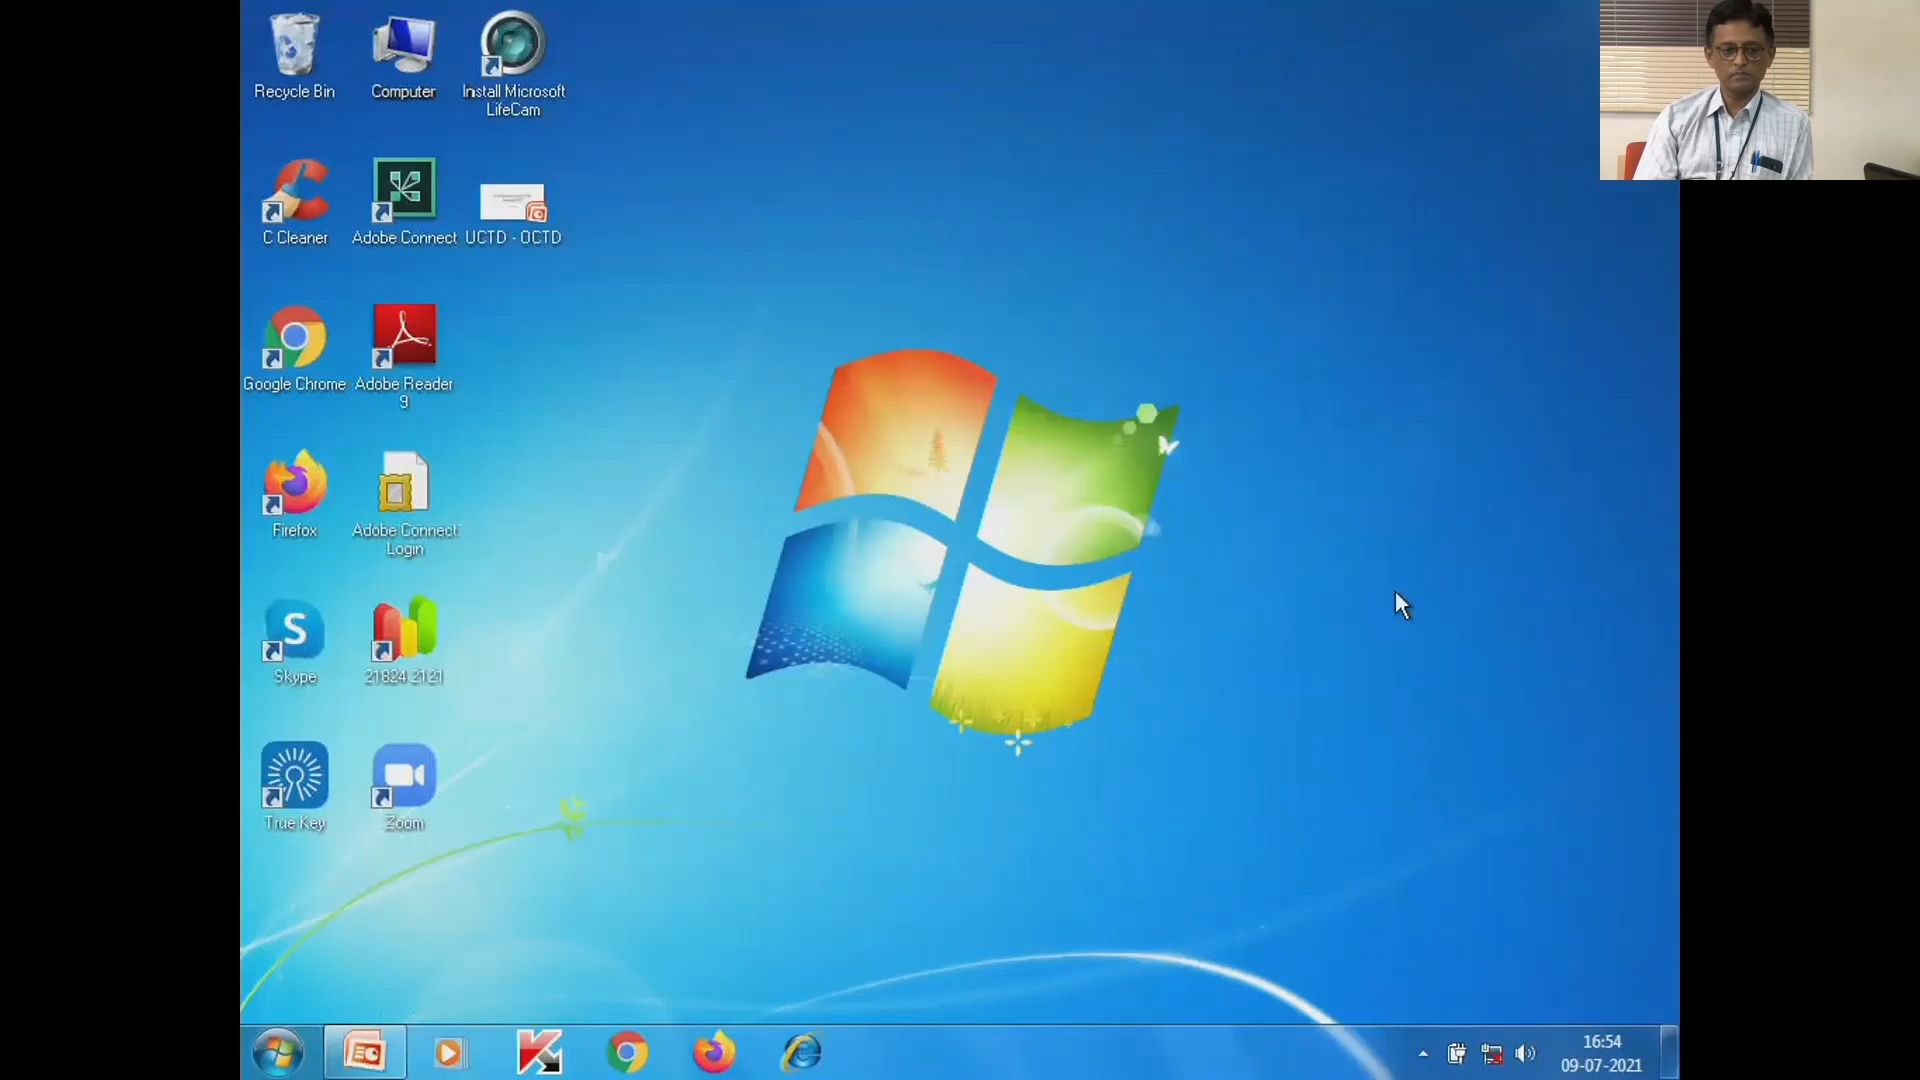 Recycle Bin
Computer
Install Microsoft
LifeCam
C Cleaner
Adobe Connect
UCTD - OCTD
Google Chrome
Adobe Reader
9
Firefox
Adobe Connect
Login
S
Skype
21824 2121
True Key
Zoom
16:54
09-07-2021